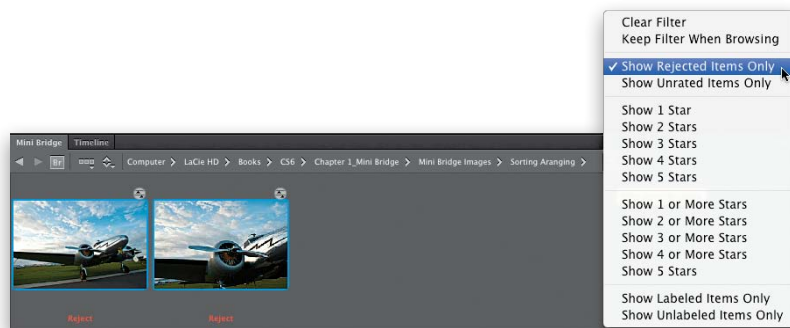 Clear Filter
Keep Filter When Browsing
✓ Show Rejected Items Only
Show Unrated Items Only
Show 1 Star
Show 2 Stars
Show 3 Stars
Show 4 Stars
Show 5 Stars
Show 1 or More Stars
Show 2 or More Stars
Show 3 or More Stars
Show 4 or More Stars
Show 5 Stars
Show Labeled Items Only
Show Unlabeled Items Only
Mini Bridge Timeline
Br Computer > LaCie HD > Books > CS6 > Chapter 1_Mini Bridge > Mini Bridge Images > Sorting Aranging >
Reject Reject